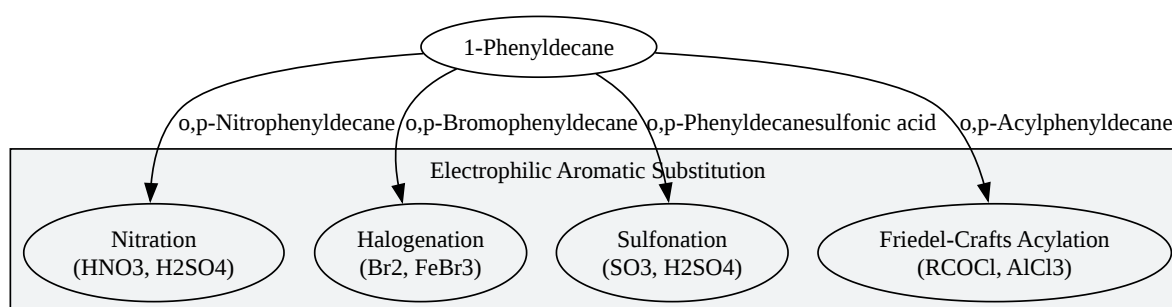 1-Phenyldecane
o,p-Nitrophenyldecane
o,p-Bromophenyldecane
o,p-Phenyldecanesulfonic acid
o,p-Acylphenyldecane
Electrophilic Aromatic Substitution
Nitration
(HNO3, H2SO4)
Halogenation
(Br2, FeBr3)
Sulfonation
(SO3, H2SO4)
Friedel-Crafts Acylation
(RCOCl, AlCl3)